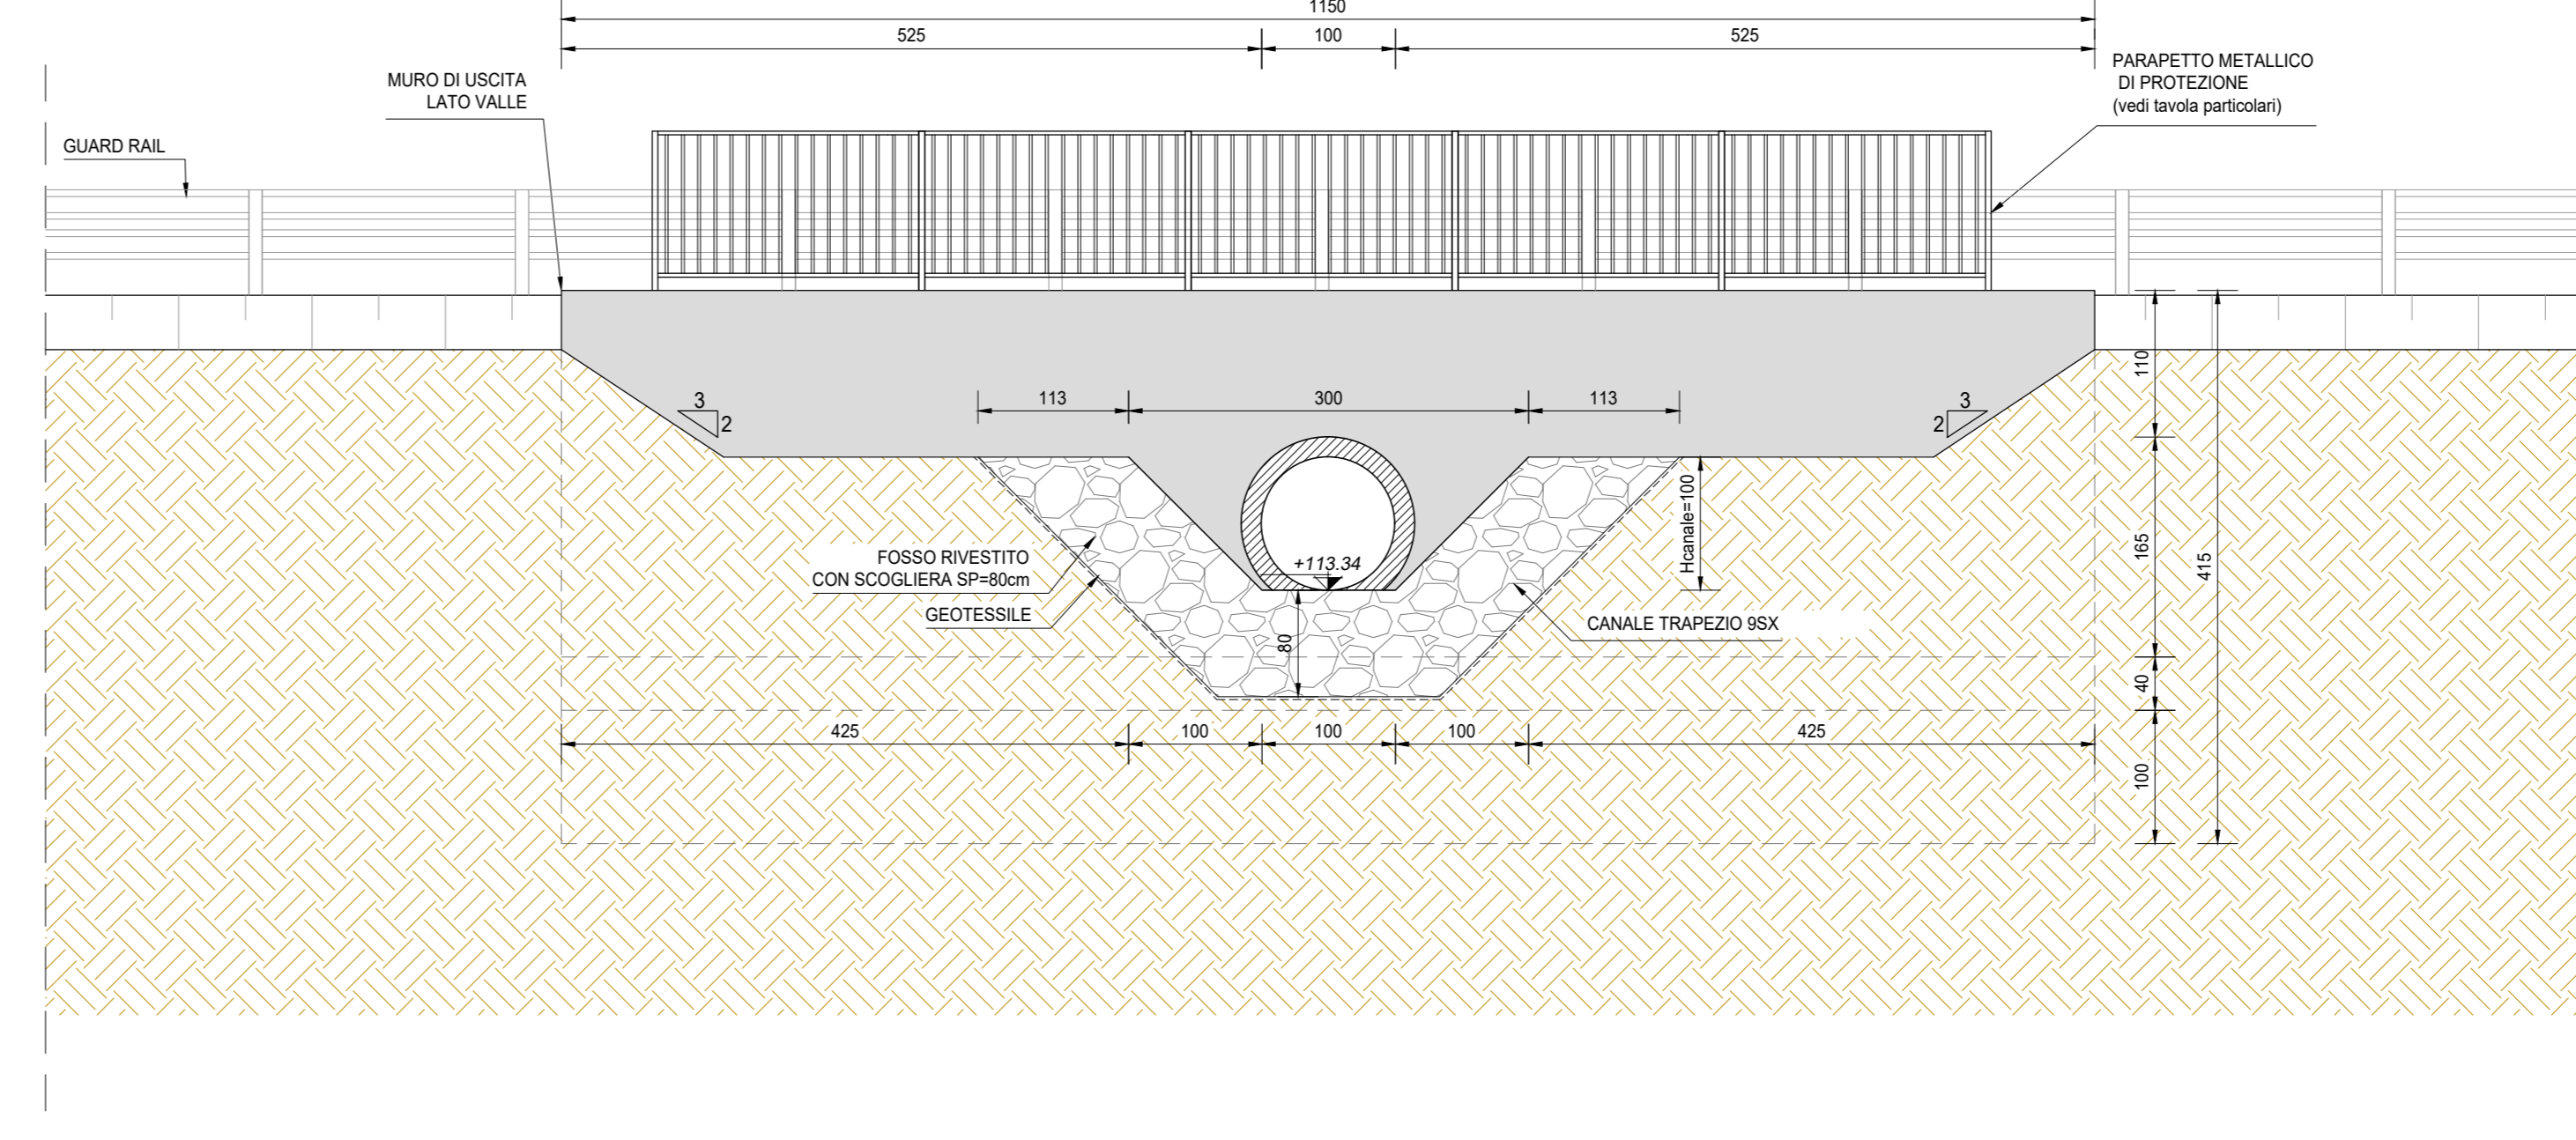 1150
525
100
525
MURO DI USCITA
LATO VALLE
PARAPETTO METALLICO
DI PROTEZIONE
(vedi tavola particolari)
GUARD RAIL
3
2
113
300
113
3
2
110
Hcanale=100
165
415
FOSSO RIVESTITO
CON SCOGLIERA SP=80cm
GEOTESSILE
+113.34
CANALE TRAPEZIO 9SX
80
40
425
100
100
100
425
100